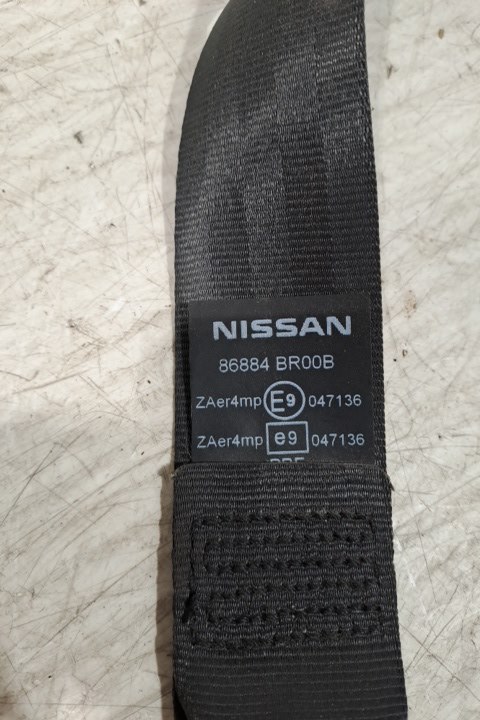 NISSAN
86884 BR00B
ZAer4mp E9 047136
ZAer4mp e9 047136